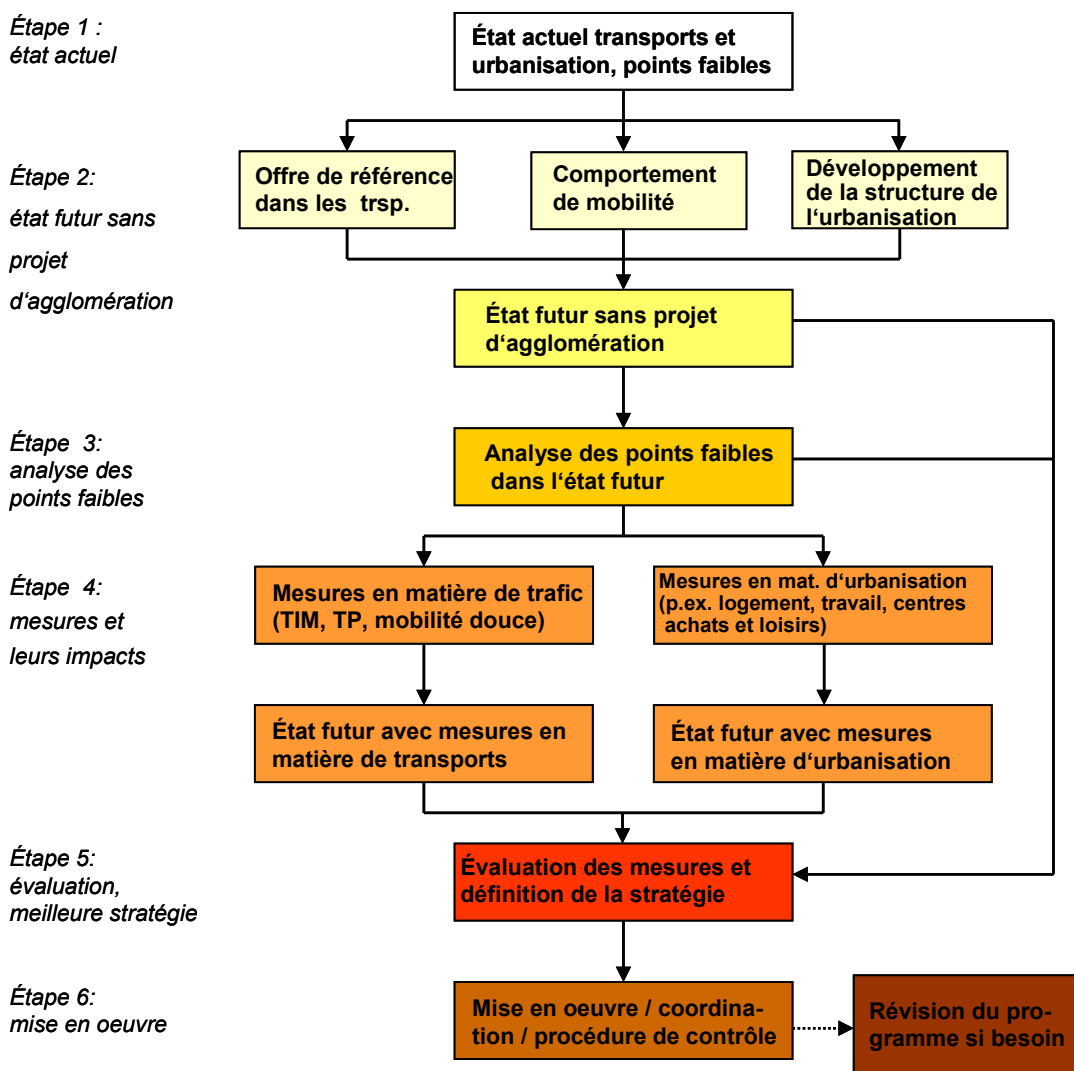 Étape 1 :
état actuel
État actuel transports et
urbanisation, points faibles
Étape 2:
état futur sans
projet
d'agglomération
Offre de référence
dans les trsp.
Comportement
de mobilité
Développement
de la structure de
l'urbanisation
État futur sans projet
d'agglomération
Étape 3:
analyse des
points faibles
Analyse des points faibles
dans l'état futur
Étape 4:
mesures et
leurs impacts
Mesures en matière de trafic
(TIM, TP, mobilité douce)
Mesures en mat. d'urbanisation
(p.ex. logement, travail, centres
achats et loisirs)
État futur avec mesures en
matière de transports
État futur avec mesures
en matière d'urbanisation
Étape 5:
évaluation,
meilleure stratégie
Évaluation des mesures et
définition de la stratégie
Étape 6:
mise en oeuvre
Mise en oeuvre / coordina-
tion / procédure de contrôle
Révision du pro-
gramme si besoin